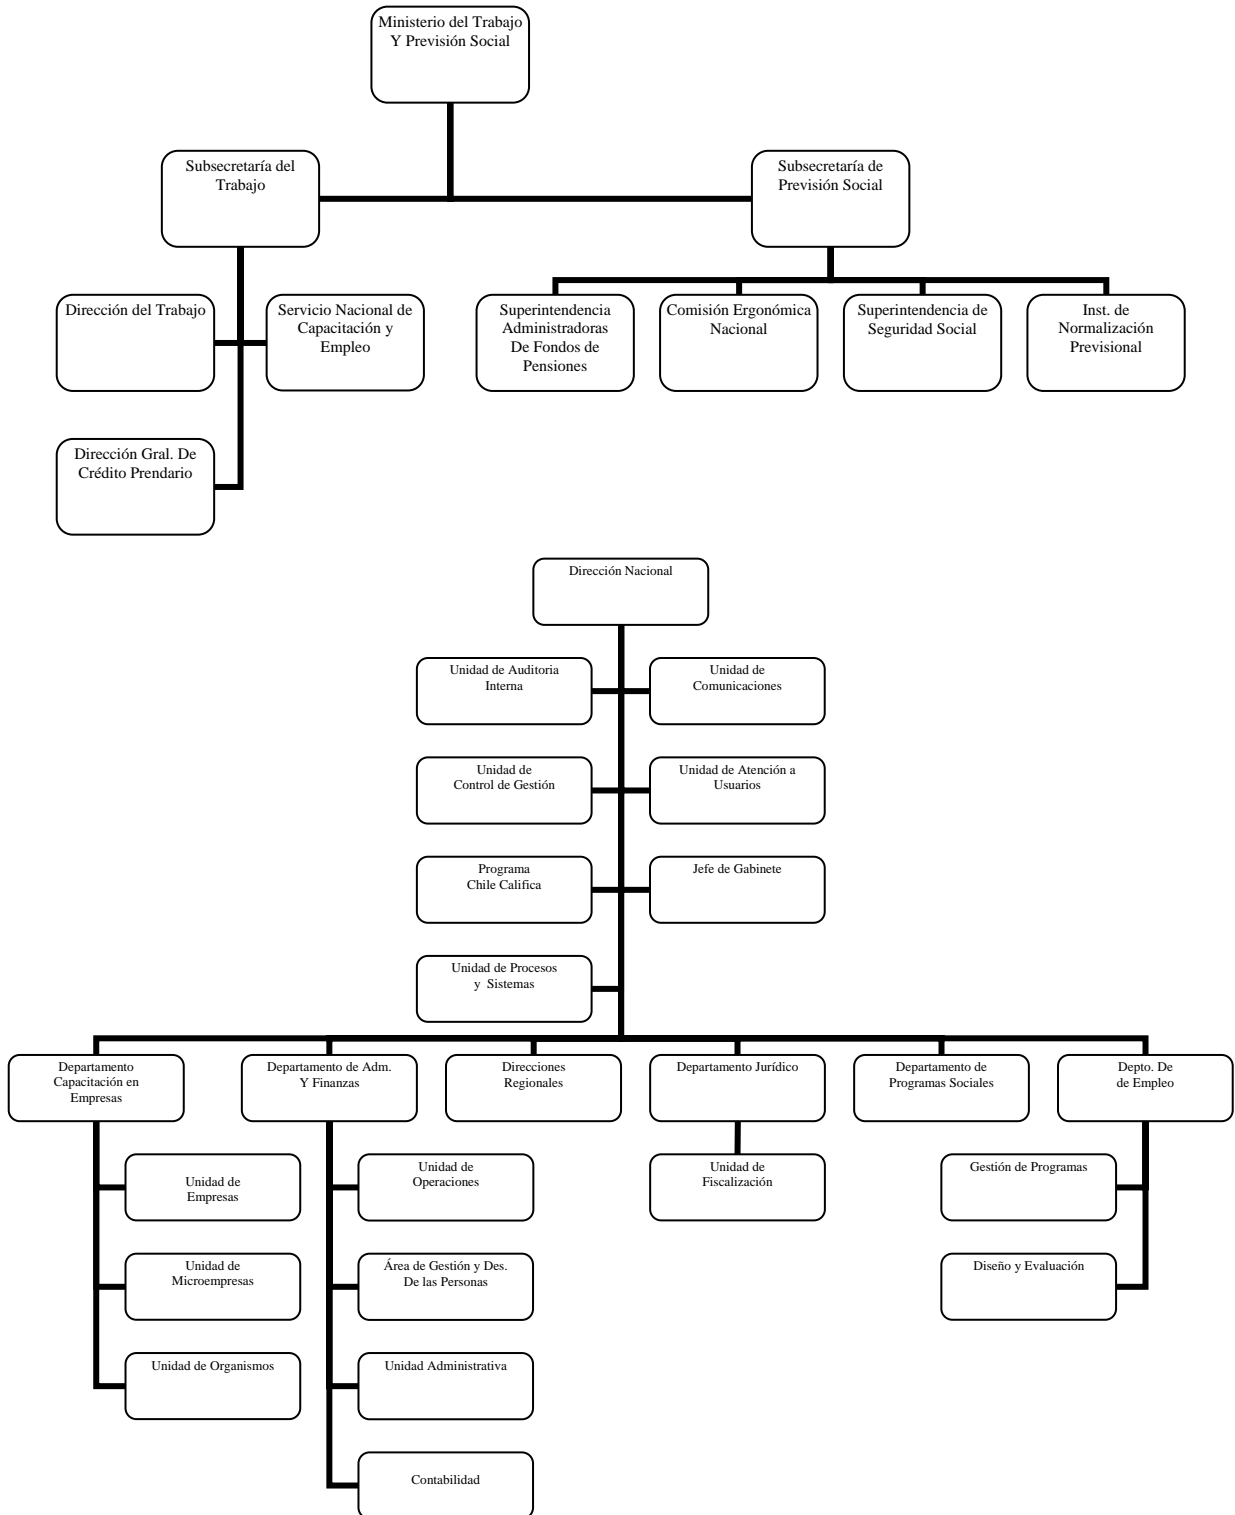 Ministerio del Trabajo
Y Previsión Social
Subsecretaría del
Trabajo
Subsecretaría de
Previsión Social
Dirección del Trabajo
Servicio Nacional de
Capacitación y
Empleo
Superintendencia
Administradoras
De Fondos de
Pensiones
Comisión Ergonómica
Nacional
Superintendencia de
Seguridad Social
Inst. de
Normalización
Previsional
Dirección Gral. De
Crédito Prendario
Dirección Nacional
Unidad de Auditoria
Interna
Unidad de
Comunicaciones
Unidad de
Control de Gestión
Unidad de Atención a
Usuarios
Programa
Chile Califica
Jefe de Gabinete
Unidad de Procesos
y Sistemas
Departamento
Capacitación en
Empresas
Departamento de Adm.
Y Finanzas
Direcciones
Regionales
Departamento Jurídico
Departamento de
Programas Sociales
Depto. De
de Empleo
Unidad de
Empresas
Unidad de
Operaciones
Unidad de
Fiscalización
Gestión de Programas
Unidad de
Microempresas
Área de Gestión y Des.
De las Personas
Diseño y Evaluación
Unidad de Organismos
Unidad Administrativa
Contabilidad